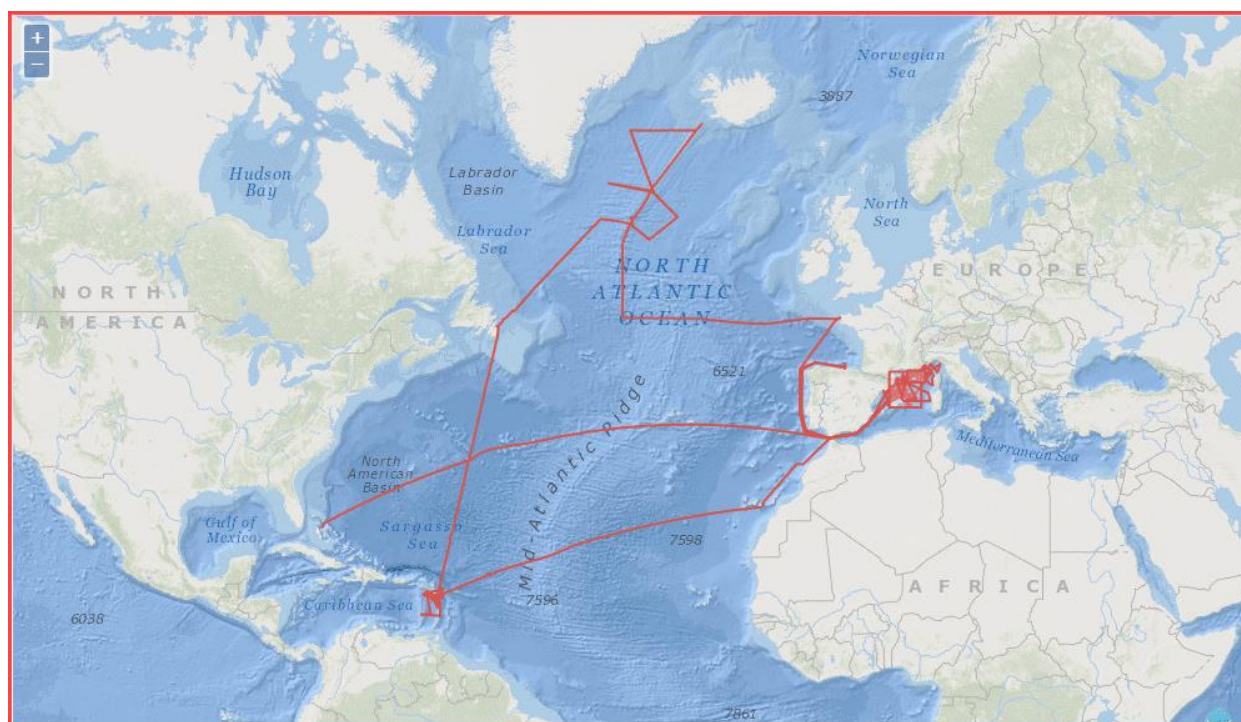 +
−
Norwegian
Sea
3887
Hudson
Bay
Labrador
Basin
Labrador
Sea
North
Sea
NORTH
ATLANTIC
OCEAN
EUROPE
NORTH
AMERICA
6521
Mid-Atlantic Ridge
Mediterranean Sea
North
American
Basin
Gulf of
Mexico
Sargasso
Sea
7598
AFRICA
Caribbean Sea
7596
6038
7861